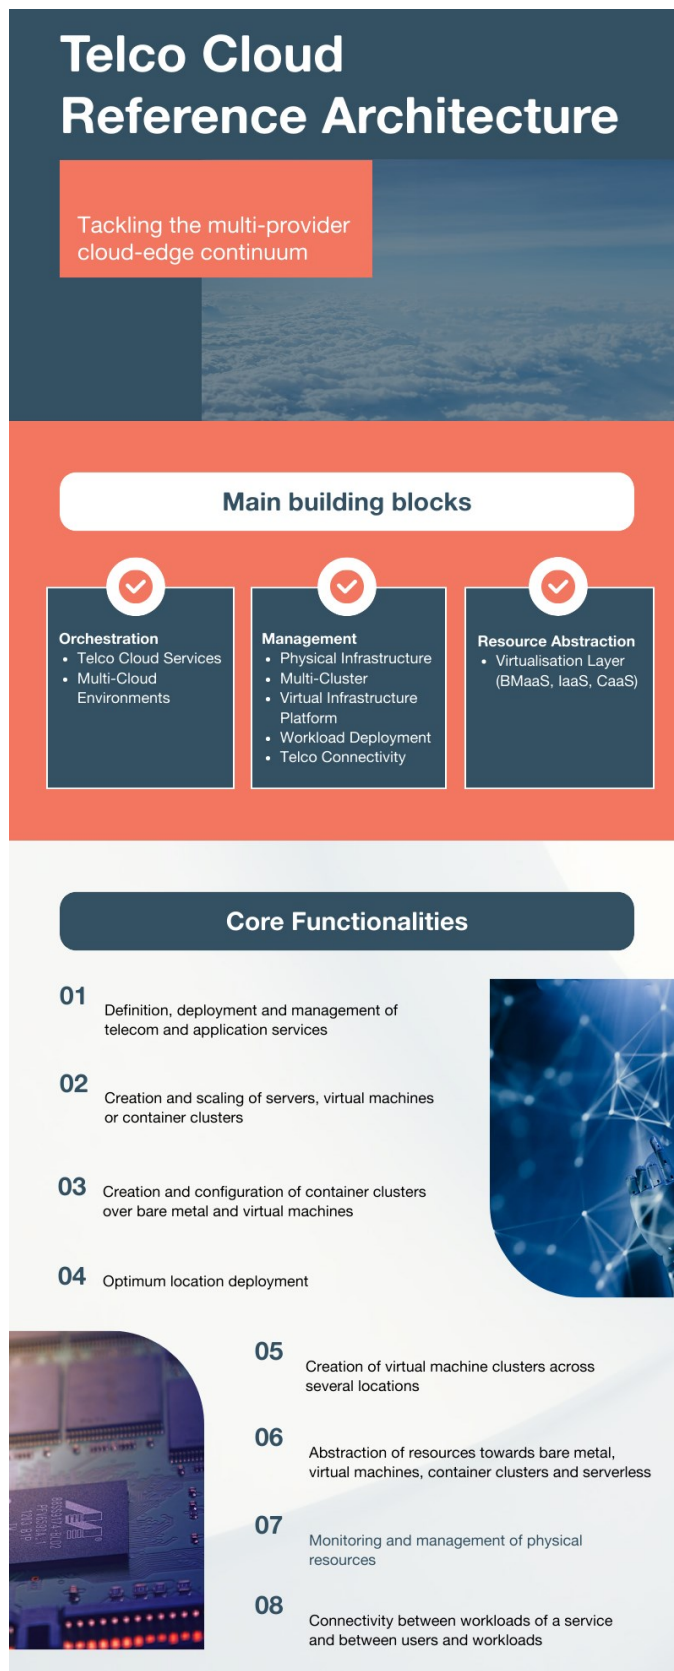 Telco Cloud
Reference Architecture
Tackling the multi-provider
cloud-edge continuum
Main building blocks
Orchestration
• Telco Cloud Services
• Multi-Cloud
Environments
Management
• Physical Infrastructure
• Multi-Cluster
• Virtual Infrastructure
Platform
• Workload Deployment
• Telco Connectivity
Resource Abstraction
• Virtualisation Layer
(BMaaS, IaaS, CaaS)
Core Functionalities
01
Definition, deployment and management of
telecom and application services
02
Creation and scaling of servers, virtual machines
or container clusters
03
Creation and configuration of container clusters
over bare metal and virtual machines
04
Optimum location deployment
05
Creation of virtual machine clusters across
several locations
06
Abstraction of resources towards bare metal,
virtual machines, container clusters and serverless
07
Monitoring and management of physical
resources
08
Connectivity between workloads of a service
and between users and workloads